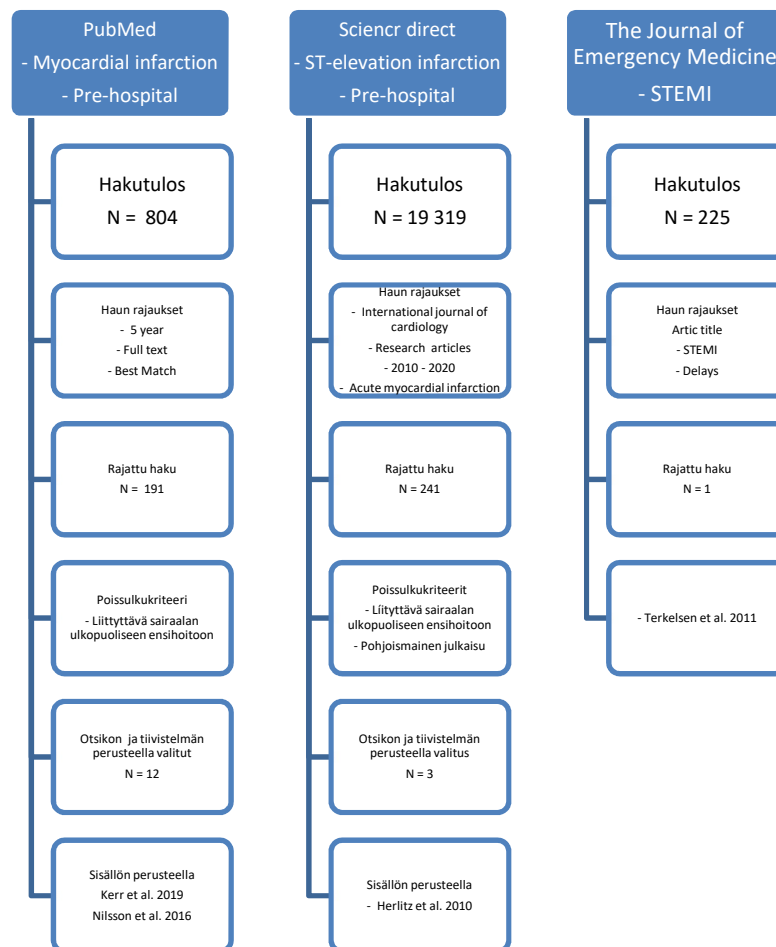 PubMed
- Myocardial infarction
- Pre-hospital
Hakutulos
N = 804
Haun rajaukset
- 5 year
- Full text
- Best Match
Rajattu haku
N = 191
Poissulkukriteeri
- Liittyttävä sairaalan
ulkopuoliseen ensihoitoon
Otsikon ja tiivistelmän
perusteella valitut
N = 12
Sisällön perusteella
Kerr et al. 2019
Nilsson et al. 2016
Sciencr direct
- ST-elevation infarction
- Pre-hospital
Hakutulos
N = 19 319
Haun rajaukset
- International journal of
cardiology
- Research articles
- 2010 - 2020
- Acute myocardial infarction
Rajattu haku
N = 241
Poissulkukriteerit
- Líityttävä sairaalan
ulkopuoliseen ensihoitoon
- Pohjoismainen julkaisu
Otsikon ja tiivistelmän
perusteella valitus
N = 3
Sisällön perusteella
- Herlitz et al. 2010
The Journal of
Emergency Medicine
- STEMI
Hakutulos
N = 225
Haun rajaukset
Artic title
- STEMI
- Delays
Rajattu haku
N = 1
- Terkelsen et al. 2011